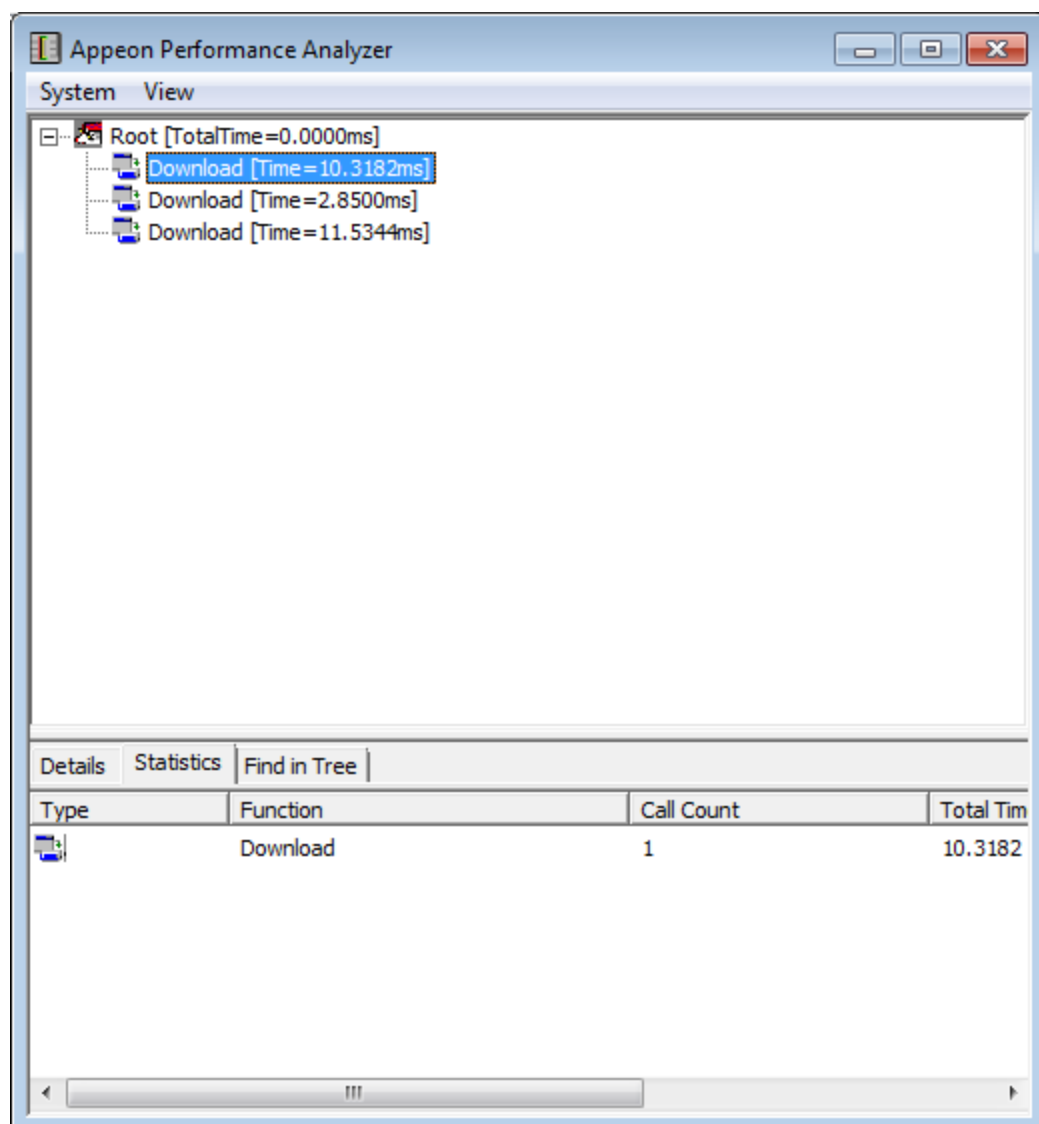 Appeon Performance Analyzer
System View
Root [TotalTime=0.0000ms]
Download [Time=10.3182ms]
Download [Time=2.8500ms]
Download [Time=11.5344ms]
Details Statistics Find in Tree
Type Function Call Count Total Tim
Download 1 10.3182